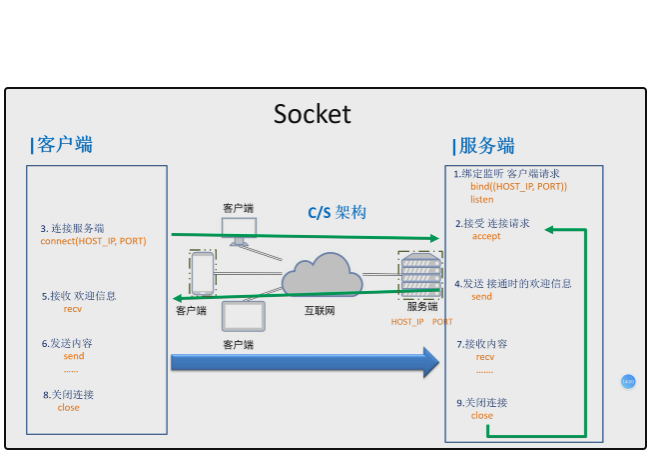 Socket
|客户端
3. 连接服务端
connect(HOST_IP, PORT)
5.接收 欢迎信息
recv
6.发送内容
send
......
8.关闭连接
close
C/S 架构
客户端
客户端
客户端
互联网
服务端
HOST_IP PORT
|服务端
1.绑定监听 客户端请求
bind((HOST_IP, PORT))
listen
2.接受 连接请求
accept
4.发送 接通时的欢迎信息
send
7.接收内容
recv
.......
9.关闭连接
close